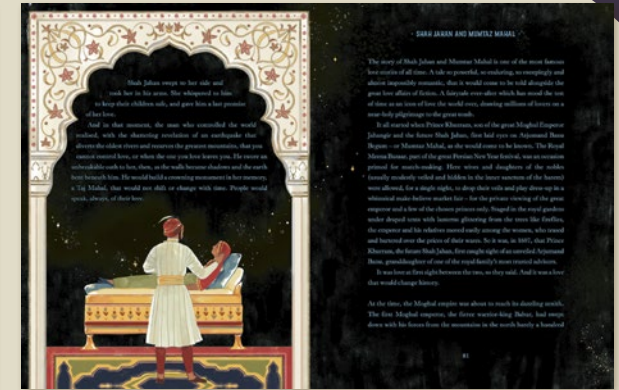 Shah Jahan swept to her side and
took her in his arms. She whispered to him
to keep their children safe, and gave him a last promise
of her love.
And in that moment, the man who controlled the world
realised, with the shattering revelation of an earthquake that
diverts the oldest rivers and reserves the greatest mountains, that you
cannot control love, or when the one you love leaves you. He swore an
unbreakable oath to her, then, as the walls became shadows and the earth
bent beneath him. He would build a crowning monument in her memory,
a Taj Mahal, that would not shift or change with time. People would
speak, always, of their love.
SHAH JAHAN AND MUMTAZ MAHAL
The story of Shah Jahan and Mumtaz Mahal is one of the most famous
love stories of all time. A tale so powerful, so enduring, so sweepingly and
almost impossibly romantic, that it would come to be told alongside the
great love affairs of fiction. A fairytale ever-after which has stood the test
of time as an icon of love the world over, drawing millions of lovers on a
near-holy pilgrimage to the great tomb.
It all started when Prince Khurram, son of the great Moghul Emperor
Jahangir and the future Shah Jahan, first laid eyes on Arjumand Banu
Begum – or Mumtaz Mahal, as she would come to be known. The Royal
Meena Bazaar, part of the great Persian New Year festival, was an occasion
primed for match-making. Here wives and daughters of the nobles
(usually modestly veiled and hidden in the inner sanctum of the harem)
were allowed, for a single night, to drop their veils and play dress-up in a
whimsical make-believe market fair – for the private viewing of the great
emperor and a few of the chosen princes only. Staged in the royal gardens
under draped tents with lanterns glittering from the trees like fireflies,
the emperor and his relatives moved easily among the women, who teased
and bartered over the prices of their wares. So it was, in 1607, that Prince
Khurram, the future Shah Jahan, first caught sight of an unveiled Arjumand
Banu, granddaughter of one of the royal family's most trusted advisors.
It was love at first sight between the two, so they said. And it was a love
that would change history.
At the time, the Moghul empire was about to reach its dazzling zenith.
The first Moghul emperor, the fierce warrior-king Babur, had swept
down with his forces from the mountains in the north barely a hundred